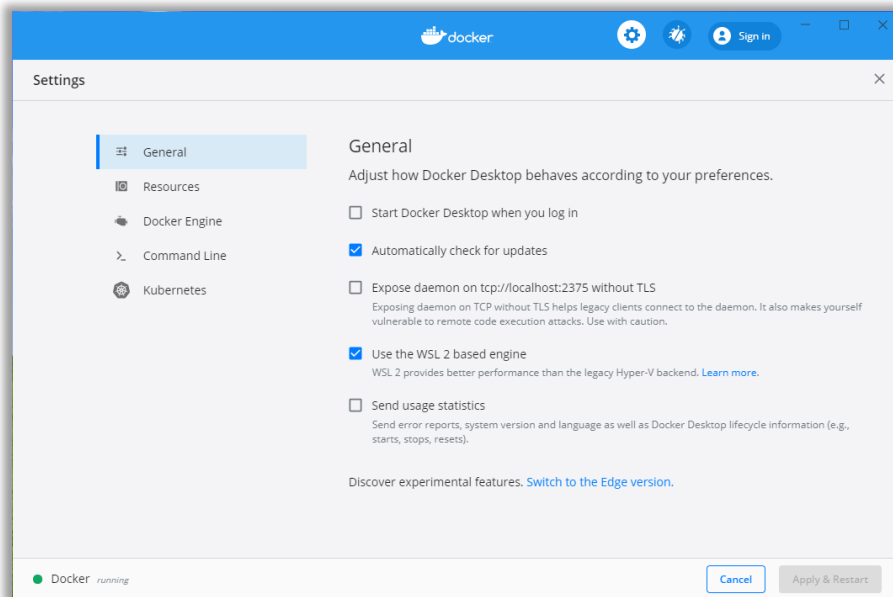 docker
Sign in
Settings
General
Resources
Docker Engine
Command Line
Kubernetes
General
Adjust how Docker Desktop behaves according to your preferences.
Start Docker Desktop when you log in
Automatically check for updates
Expose daemon on tcp://localhost:2375 without TLS
Exposing daemon on TCP without TLS helps legacy clients connect to the daemon. It also makes yourself
vulnerable to remote code execution attacks. Use with caution.
Use the WSL 2 based engine
WSL 2 provides better performance than the legacy Hyper-V backend. Learn more.
Send usage statistics
Send error reports, system version and language as well as Docker Desktop lifecycle information (e.g.,
starts, stops, resets).
Discover experimental features. Switch to the Edge version.
Docker running
Cancel
Apply & Restart